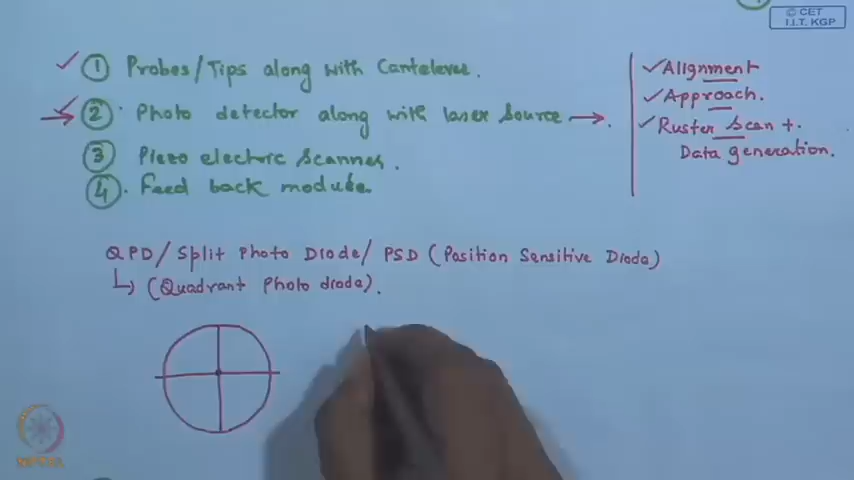 © CET
I.I.T. KGP
① Probes/Tips along with Cantelever.
② Photo detector along with laser Source →
③ Piezo electric Scanner.
④ Feed back module.
✓Alignment
✓Approach.
✓Ruster Scan +
Data generation.
QPD/Split Photo Diode/ PSD (Position Sensitive Diode)
↳ (Quadrant Photo diode).
NPTEL